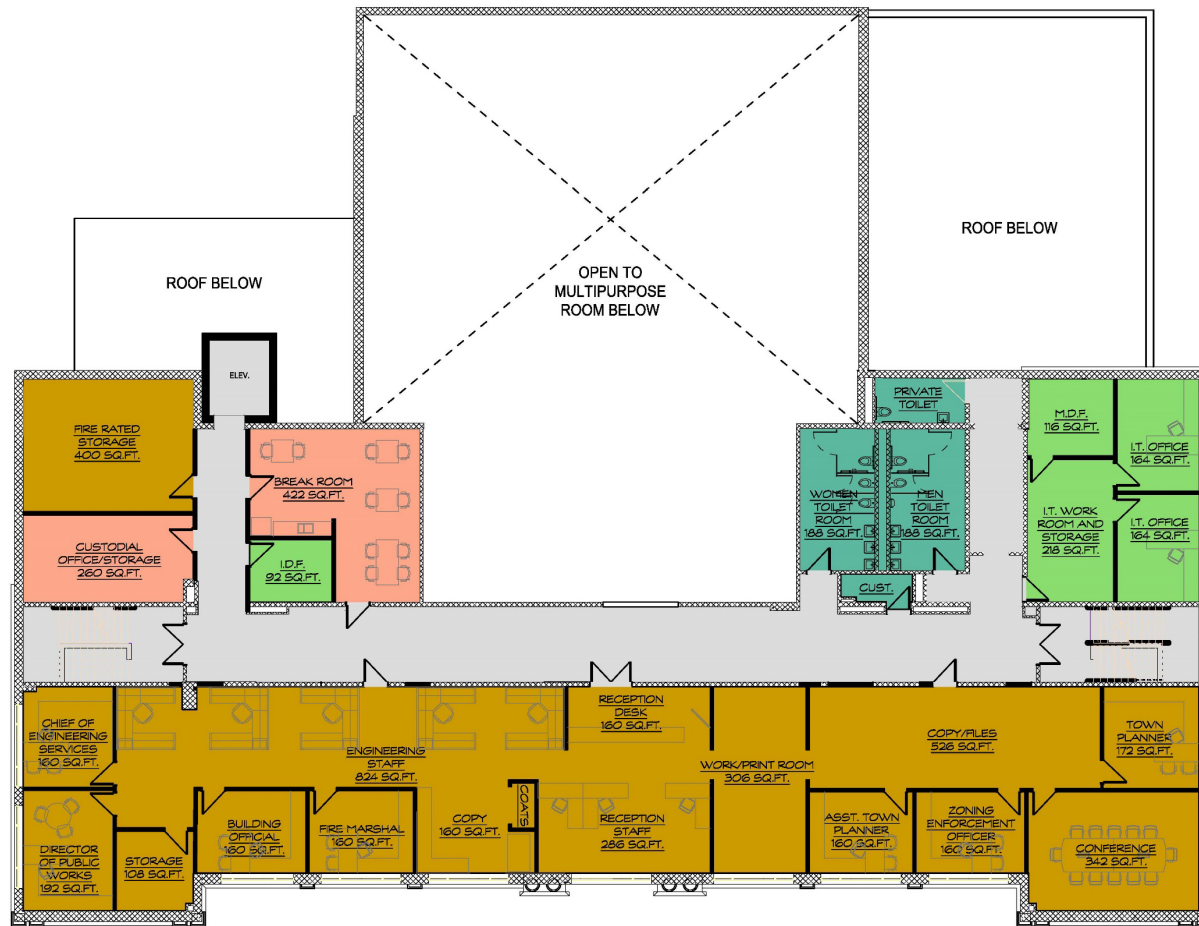 ROOF BELOW
OPEN TO
MULTIPURPOSE
ROOM BELOW
ROOF BELOW
ELEV.
FIRE RATED
STORAGE
400 SQ.FT.
BREAK ROOM
422 SQ.FT.
CUSTODIAL
OFFICE/STORAGE
260 SQ.FT.
I.D.F.
92 SQ.FT.
PRIVATE
TOILET
WOMEN
TOILET
ROOM
188 SQ.FT.
MEN
TOILET
ROOM
188 SQ.FT.
CUST.
M.D.F.
116 SQ.FT.
I.T. OFFICE
164 SQ.FT.
I.T. WORK
ROOM AND
STORAGE
218 SQ.FT.
I.T. OFFICE
164 SQ.FT.
CHIEF OF
ENGINEERING
SERVICES
160 SQ.FT.
ENGINEERING
STAFF
824 SQ.FT.
RECEPTION
DESK
160 SQ.FT.
WORK/PRINT ROOM
306 SQ.FT.
COPY/FILES
526 SQ.FT.
TOWN
PLANNER
172 SQ.FT.
DIRECTOR
OF PUBLIC
WORKS
192 SQ.FT.
STORAGE
108 SQ.FT.
BUILDING
OFFICIAL
160 SQ.FT.
FIRE MARSHAL
160 SQ.FT.
COPY
160 SQ.FT.
COATS
RECEPTION
STAFF
286 SQ.FT.
ASST. TOWN
PLANNER
160 SQ.FT.
ZONING
ENFORCEMENT
OFFICER
160 SQ.FT.
CONFERENCE
342 SQ.FT.